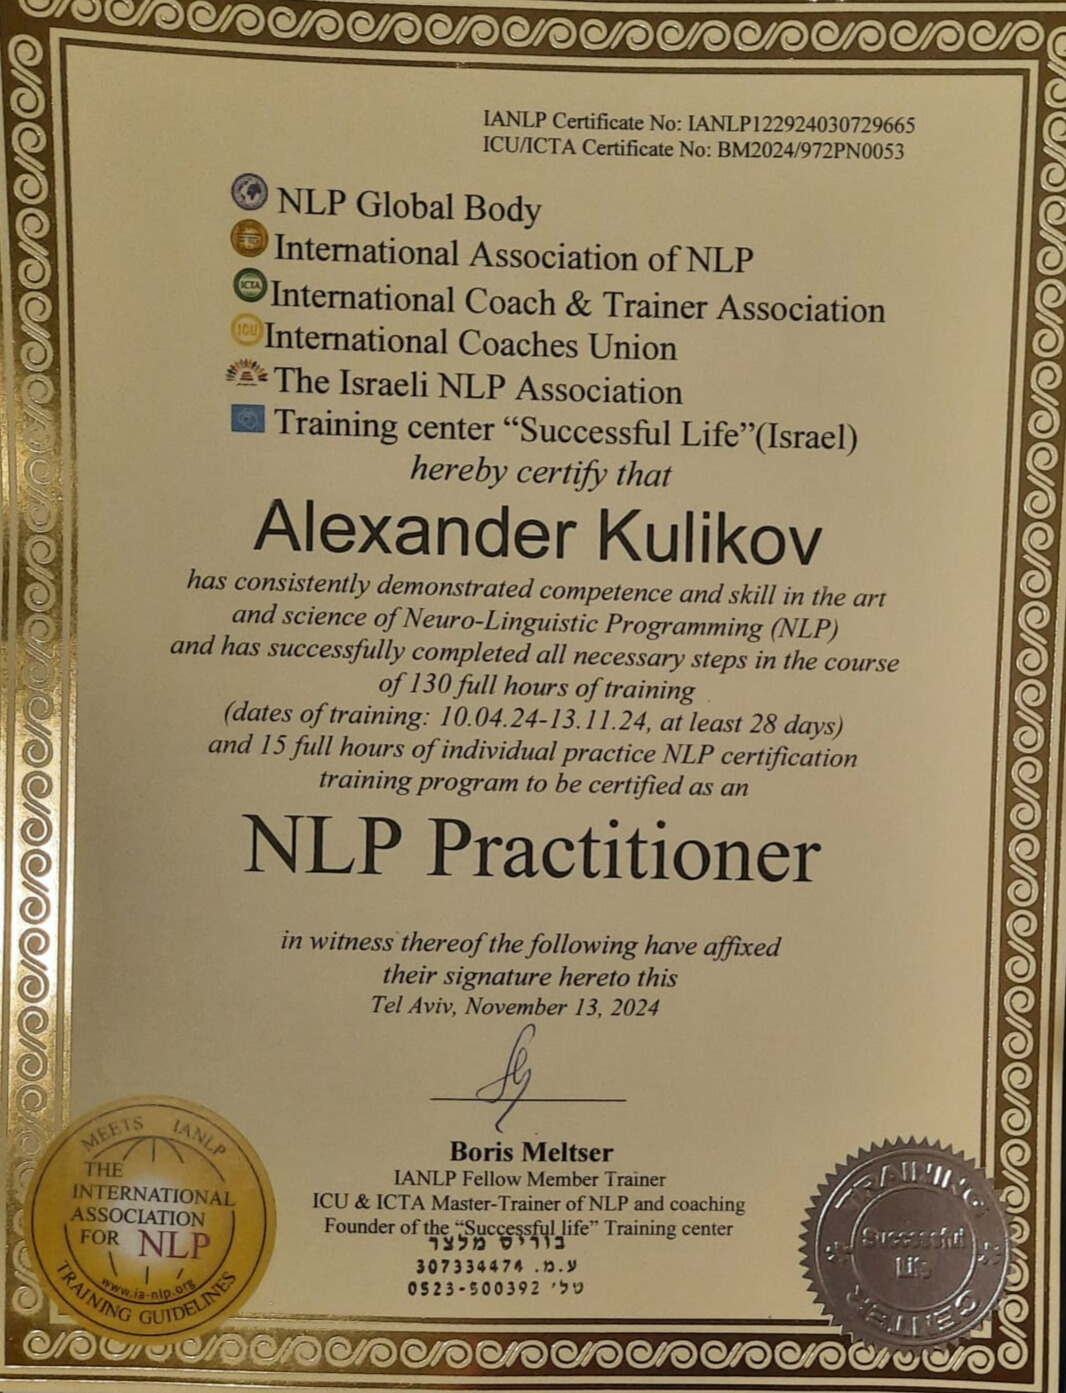 IANLP Certificate No: IANLP122924030729665
ICU/ICTA Certificate No: BM2024/972PN0053
NLP Global Body
International Association of NLP
ICTA
International Coach & Trainer Association
ICU
International Coaches Union
The Israeli NLP Association
Training center “Successful Life”(Israel)
hereby certify that
Alexander Kulikov
has consistently demonstrated competence and skill in the art
and science of Neuro-Linguistic Programming (NLP)
and has successfully completed all necessary steps in the course
of 130 full hours of training
(dates of training: 10.04.24-13.11.24, at least 28 days)
and 15 full hours of individual practice NLP certification
training program to be certified as an
NLP Practitioner
in witness thereof the following have affixed
their signature hereto this
Tel Aviv, November 13, 2024
Boris Meltser
IANLP Fellow Member Trainer
ICU & ICTA Master-Trainer of NLP and coaching
Founder of the “Successful life” Training center
בוריס מלצר
ע.מ. 307334474
טל' 0523-500392
MEETS IANLP
THE
INTERNATIONAL
ASSOCIATION
FOR NLP
www.ia-nlp.org
TRAINING GUIDELINES
TRAINING
Successful
Life
CENTER